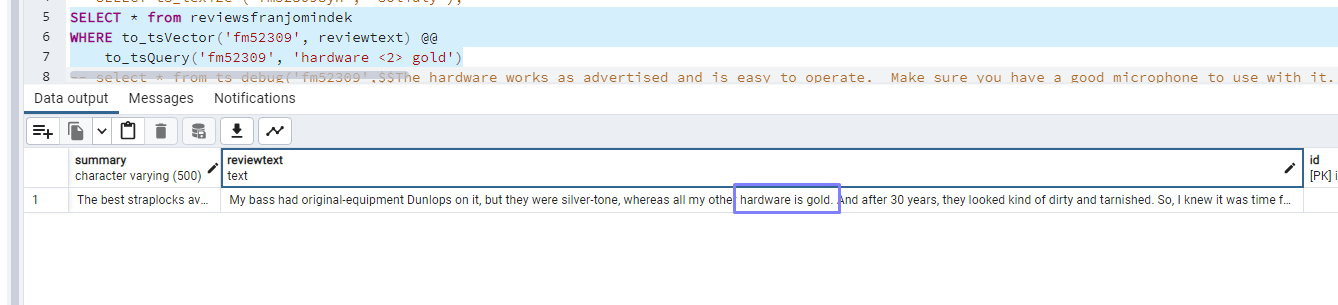 5 SELECT * from reviewsfranjomindek
6 WHERE to_tsVector('fm52309', reviewtext) @@
7 to_tsQuery('fm52309', 'hardware <2> gold')
8 -- select * from ts_debug('fm52309',$$The hardware works as advertised and is easy to operate.  Make sure you have a good microphone to use with it.
Data output Messages Notifications
summary
character varying (500)
reviewtext
text
id
[PK] i
1 The best straplocks av... My bass had original-equipment Dunlops on it, but they were silver-tone, whereas all my othe hardware is gold. And after 30 years, they looked kind of dirty and tarnished. So, I knew it was time f...